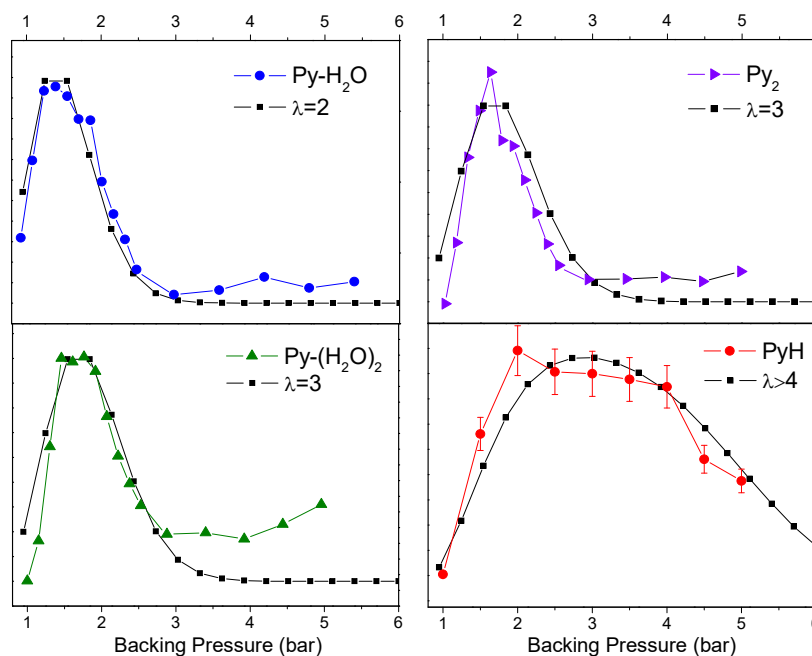 1 2 3 4 5 6
1 2 3 4 5
Py-H₂O
λ=2
Py₂
λ=3
Py-(H₂O)₂
λ=3
PyH
λ>4
1 2 3 4 5 6
1 2 3 4 5
Backing Pressure (bar)
Backing Pressure (bar)